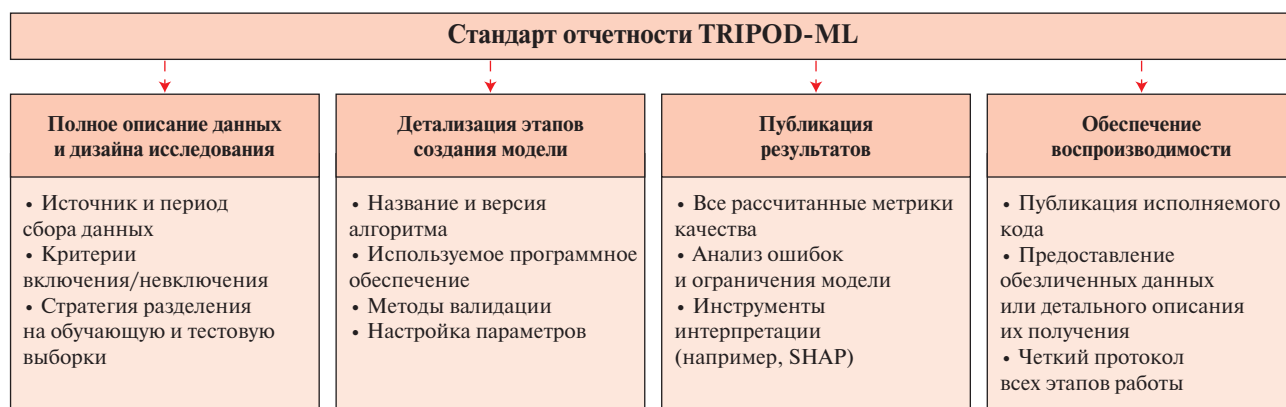 Стандарт отчетности TRIPOD-ML
Полное описание данных
и дизайна исследования
• Источник и период
сбора данных
• Критерии
включения/невключения
• Стратегия разделения
на обучающую и тестовую
выборки
Детализация этапов
создания модели
• Название и версия
алгоритма
• Используемое программное
обеспечение
• Методы валидации
• Настройка параметров
Публикация
результатов
• Все рассчитанные метрики
качества
• Анализ ошибок
и ограничения модели
• Инструменты
интерпретации
(например, SHAP)
Обеспечение
воспроизводимости
• Публикация исполняемого
кода
• Предоставление
обезличенных данных
или детального описания
их получения
• Четкий протокол
всех этапов работы